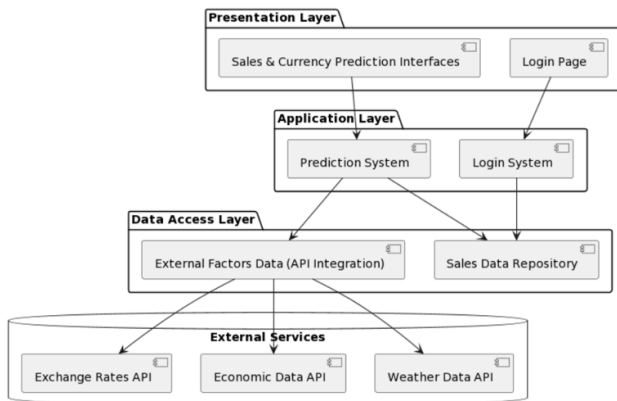 Presentation Layer
Sales & Currency Prediction Interfaces
Login Page
Application Layer
Prediction System
Login System
Data Access Layer
External Factors Data (API Integration)
Sales Data Repository
External Services
Exchange Rates API
Economic Data API
Weather Data API